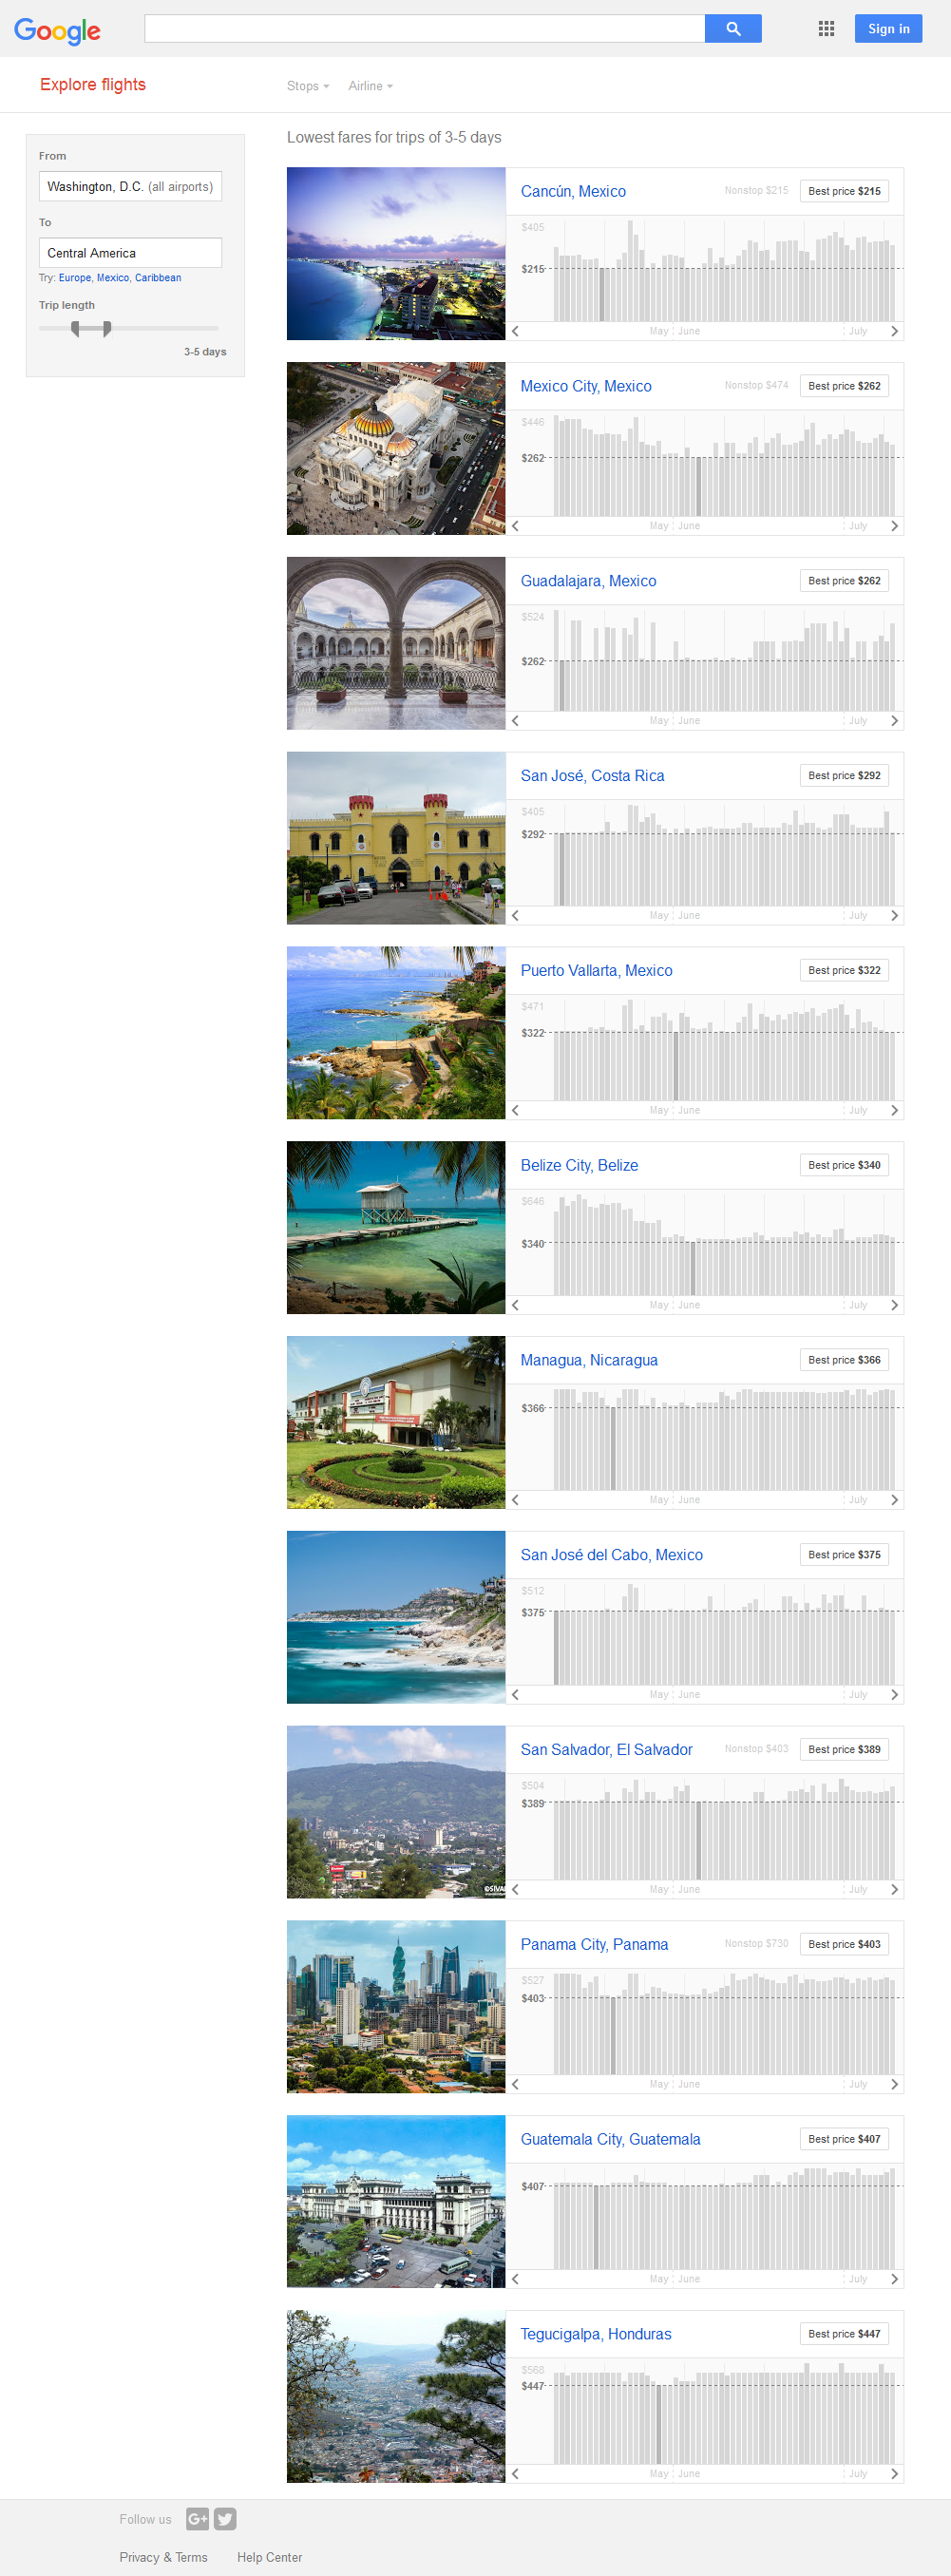 Google
Sign in
Explore flights
Stops
Airline
From
Washington, D.C. (all airports)
To
Central America
Try: Europe, Mexico, Caribbean
Trip length
3-5 days
Lowest fares for trips of 3-5 days
Cancún, Mexico
Nonstop $215
Best price $215
$405
$215
May
June
July
Mexico City, Mexico
Nonstop $474
Best price $262
$446
$262
May
June
July
Guadalajara, Mexico
Best price $262
$524
$262
May
June
July
San José, Costa Rica
Best price $292
$405
$292
May
June
July
Puerto Vallarta, Mexico
Best price $322
$471
$322
May
June
July
Belize City, Belize
Best price $340
$646
$340
May
June
July
Managua, Nicaragua
Best price $366
$366
May
June
July
San José del Cabo, Mexico
Best price $375
$512
$375
May
June
July
San Salvador, El Salvador
Nonstop $403
Best price $389
$504
$389
May
June
July
Panama City, Panama
Nonstop $730
Best price $403
$527
$403
May
June
July
Guatemala City, Guatemala
Best price $407
$407
May
June
July
Tegucigalpa, Honduras
Best price $447
$568
$447
May
June
July
Follow us
G+
Privacy & Terms
Help Center